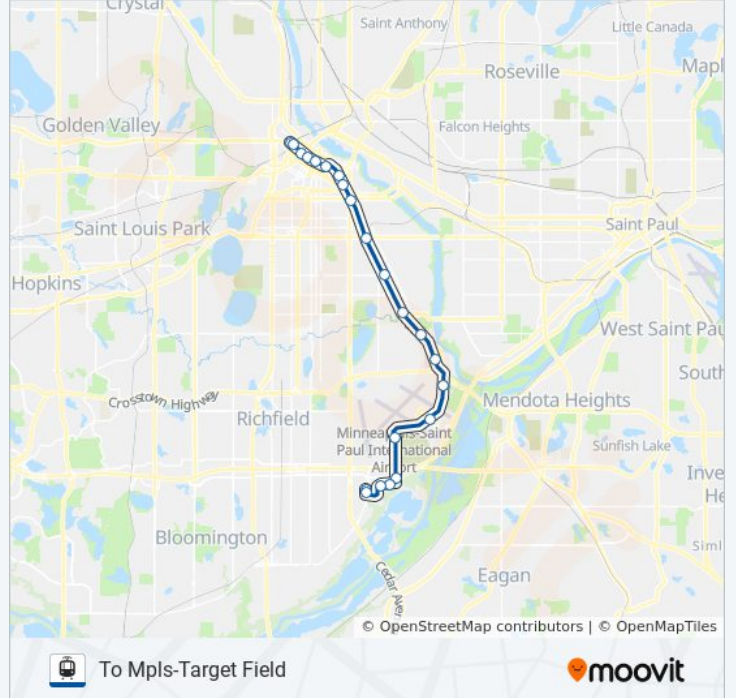 Crystal
Saint Anthony
Little Canada
Roseville
Mapl
Golden Valley
Falcon Heights
Saint Louis Park
Saint Paul
Hopkins
West Saint Pau
South
Crosstown Highway
Mendota Heights
Richfield
Minneapolis-Saint
Paul International
Airport
Sunfish Lake
Inve
He
Bloomington
Siml
Eagan
Cedar Aven
© OpenStreetMap contributors | © OpenMapTiles
To Mpls-Target Field
moovit